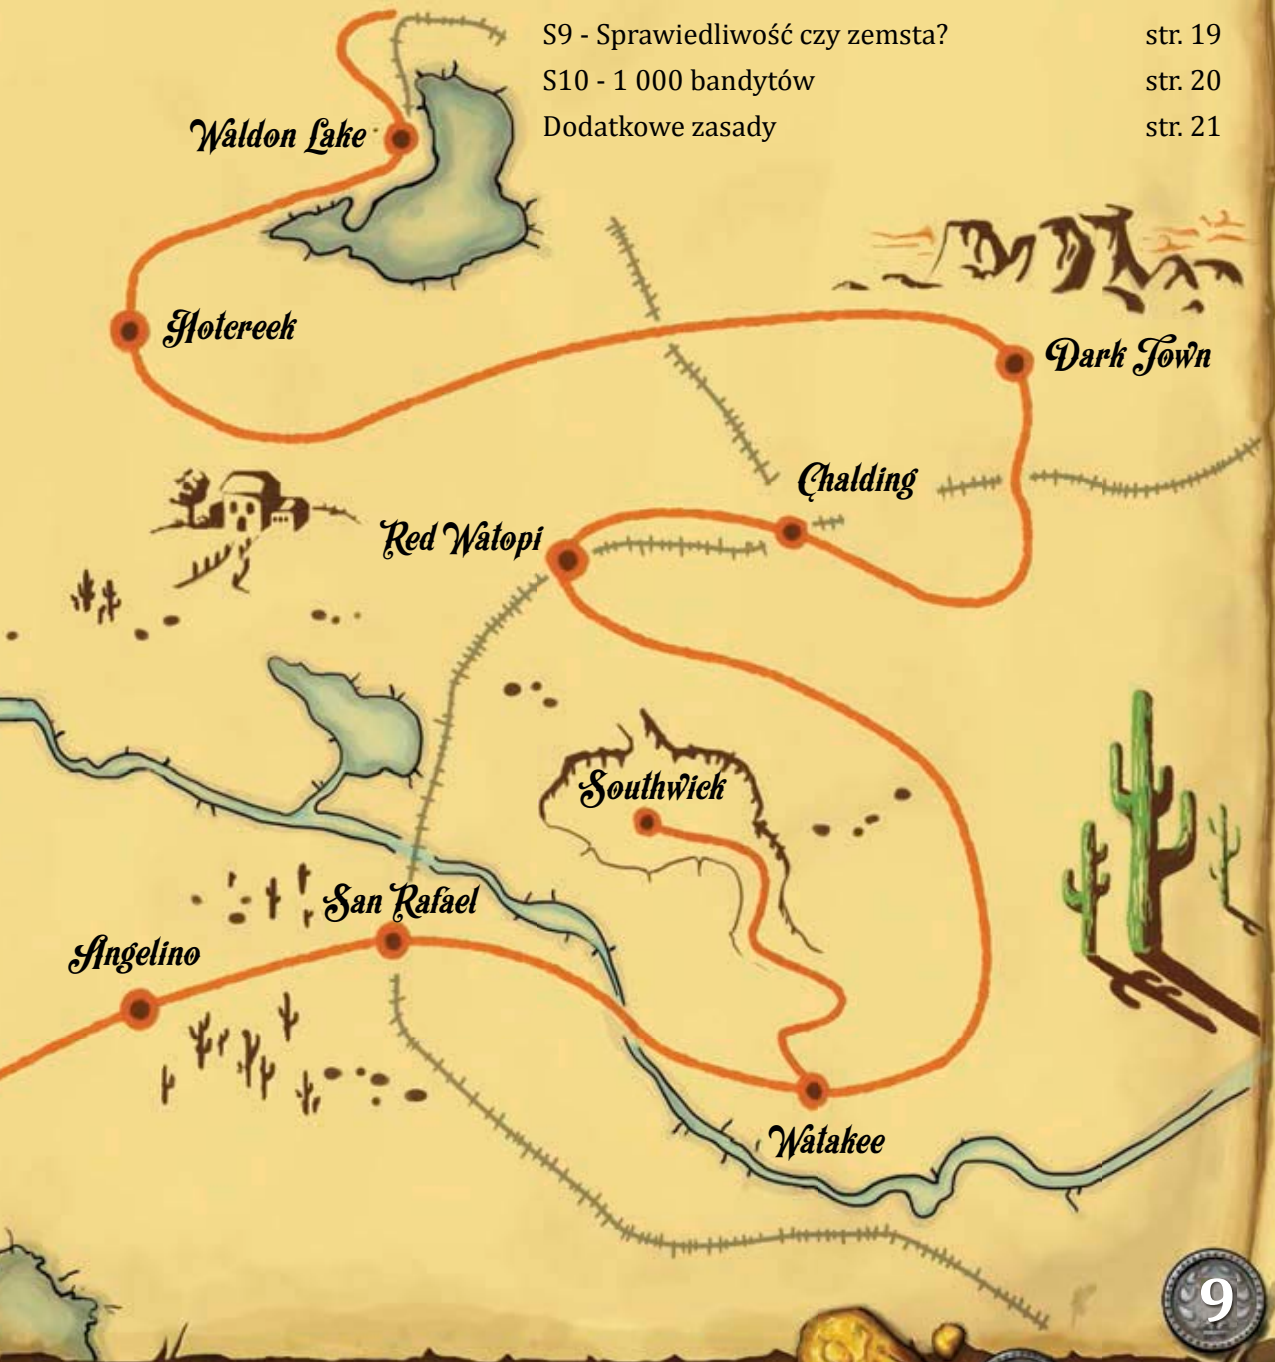 S9 - Sprawiedliwość czy zemsta? str. 19
S10 - 1 000 bandytów str. 20
Dodatkowe zasady str. 21
Waldon Lake
Hotcreek
Dark Town
Chalding
Red Watopi
Southwick
San Rafael
Angelino
Watakee
9